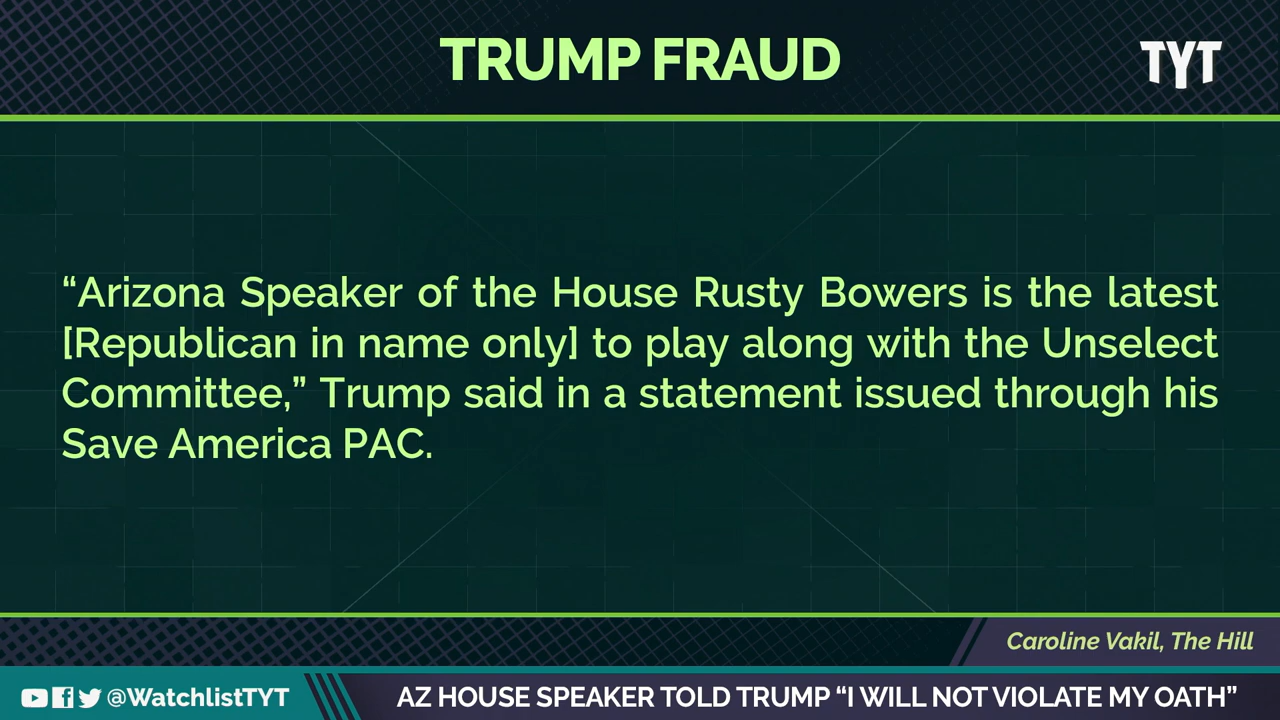 TRUMP FRAUD
TYT
“Arizona Speaker of the House Rusty Bowers is the latest
[Republican in name only] to play along with the Unselect
Committee,” Trump said in a statement issued through his
Save America PAC.
Caroline Vakil, The Hill
@WatchlistTYT
AZ HOUSE SPEAKER TOLD TRUMP “I WILL NOT VIOLATE MY OATH”